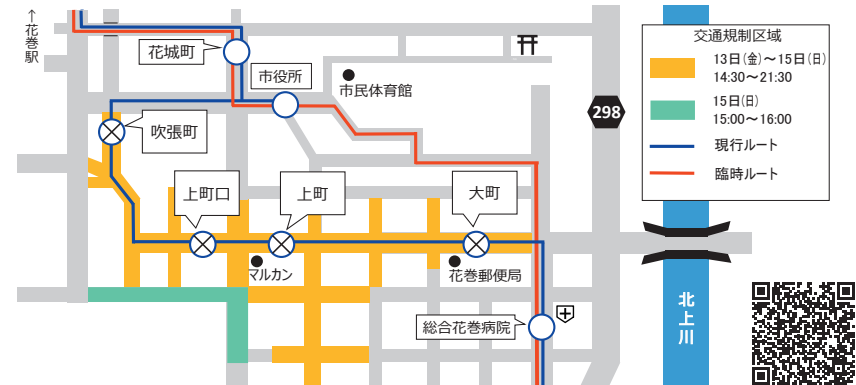 ↑花巻駅
花城町
市役所
市民体育館
吹張町
上町口
上町
大町
マルカン
花巻郵便局
総合花巻病院
298
交通規制区域
13日(金)～15日(日)
14:30～21:30
15日(日)
15:00～16:00
現行ルート
臨時ルート
北上川